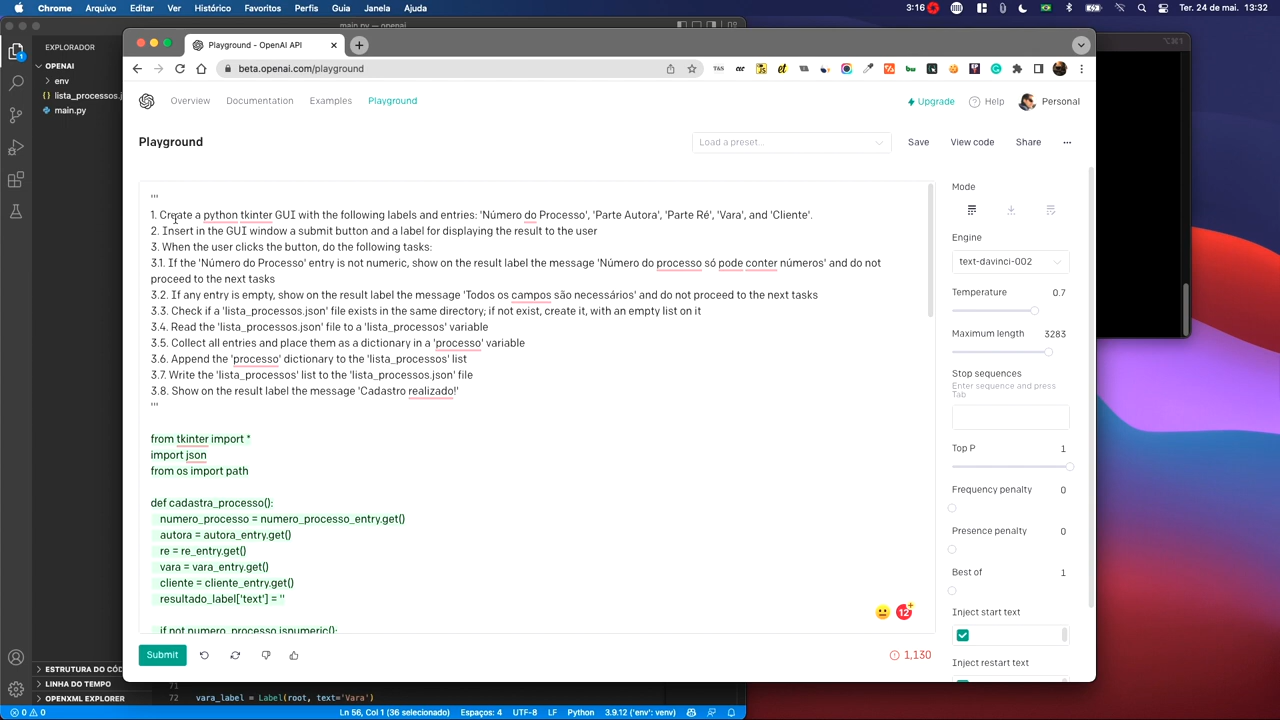 Chrome Arquivo Editar Ver Histórico Favoritos Perfis Guia Janela Ajuda
3:16
Ter. 24 de mai. 13:32
EXPLORADOR
OPENAI
env
{ } lista_processos.j
main.py
ESTRUTURA DO CÓD
LINHA DO TEMPO
OPENXML EXPLORER
0 0
Playground - OpenAI API
beta.openai.com/playground
Overview Documentation Examples Playground
Upgrade Help Personal
Playground
Load a preset...
Save View code Share ...
'''
1. Create a python tkinter GUI with the following labels and entries: 'Número do Processo', 'Parte Autora', 'Parte Ré', 'Vara', and 'Cliente'.
2. Insert in the GUI window a submit button and a label for displaying the result to the user
3. When the user clicks the button, do the following tasks:
3.1. If the 'Número do Processo' entry is not numeric, show on the result label the message 'Número do processo só pode conter números' and do not
proceed to the next tasks
3.2. If any entry is empty, show on the result label the message 'Todos os campos são necessários' and do not proceed to the next tasks
3.3. Check if a 'lista_processos.json' file exists in the same directory; if not exist, create it, with an empty list on it
3.4. Read the 'lista_processos.json' file to a 'lista_processos' variable
3.5. Collect all entries and place them as a dictionary in a 'processo' variable
3.6. Append the 'processo' dictionary to the 'lista_processos' list
3.7. Write the 'lista_processos' list to the 'lista_processos.json' file
3.8. Show on the result label the message 'Cadastro realizado!'
'''
from tkinter import *
import json
from os import path
def cadastra_processo():
numero_processo = numero_processo_entry.get()
autora = autora_entry.get()
re = re_entry.get()
vara = vara_entry.get()
cliente = cliente_entry.get()
resultado_label['text'] = ''
if not numero_processo.isnumeric():
12
Submit
1,130
Mode
Engine
text-davinci-002
Temperature 0.7
Maximum length 3283
Stop sequences
Enter sequence and press
Tab
Top P 1
Frequency penalty 0
Presence penalty 0
Best of 1
Inject start text
Inject restart text
71
72 vara_label = Label(root, text='Vara')
Ln 56, Col 1 (36 selecionado) Espaços: 4 UTF-8 LF Python 3.9.12 ('env': venv)